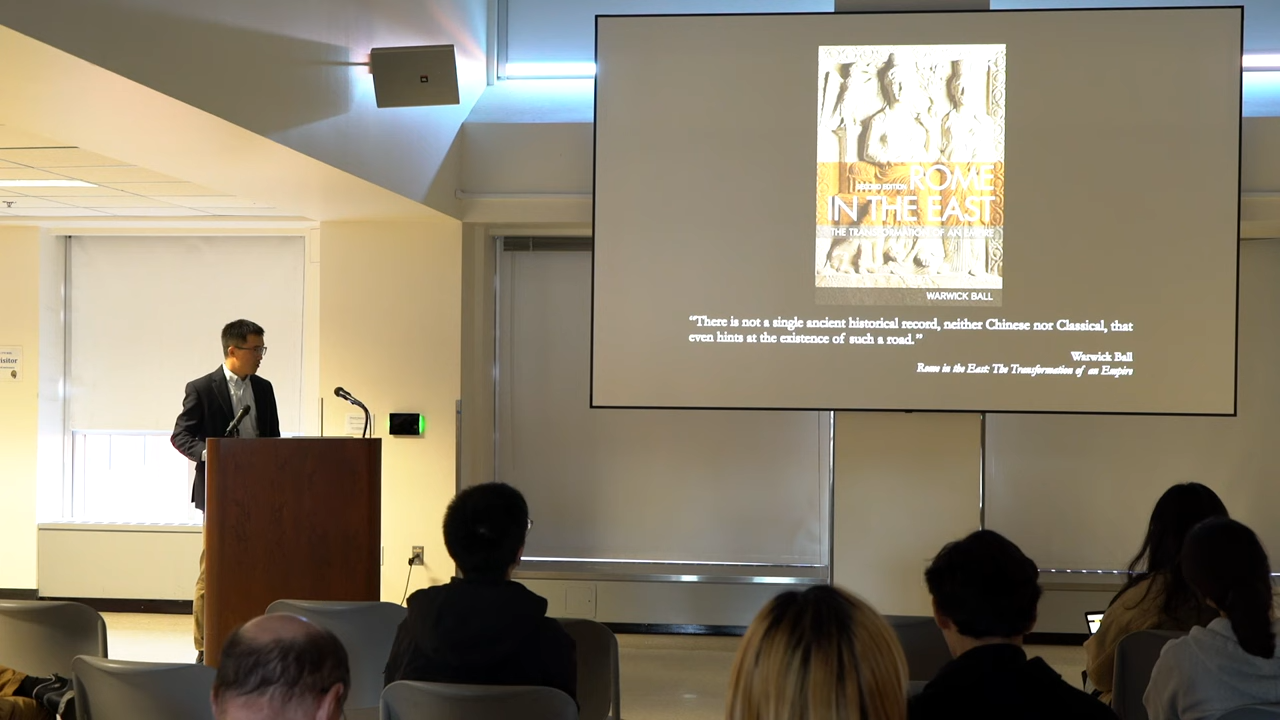 SECOND EDITION ROME
IN THE EAST
THE TRANSFORMATION OF AN EMPIRE
WARWICK BALL
“There is not a single ancient historical record, neither Chinese nor Classical, that
even hints at the existence of such a road.”
Warwick Ball
Rome in the East: The Transformation of an Empire
JBL